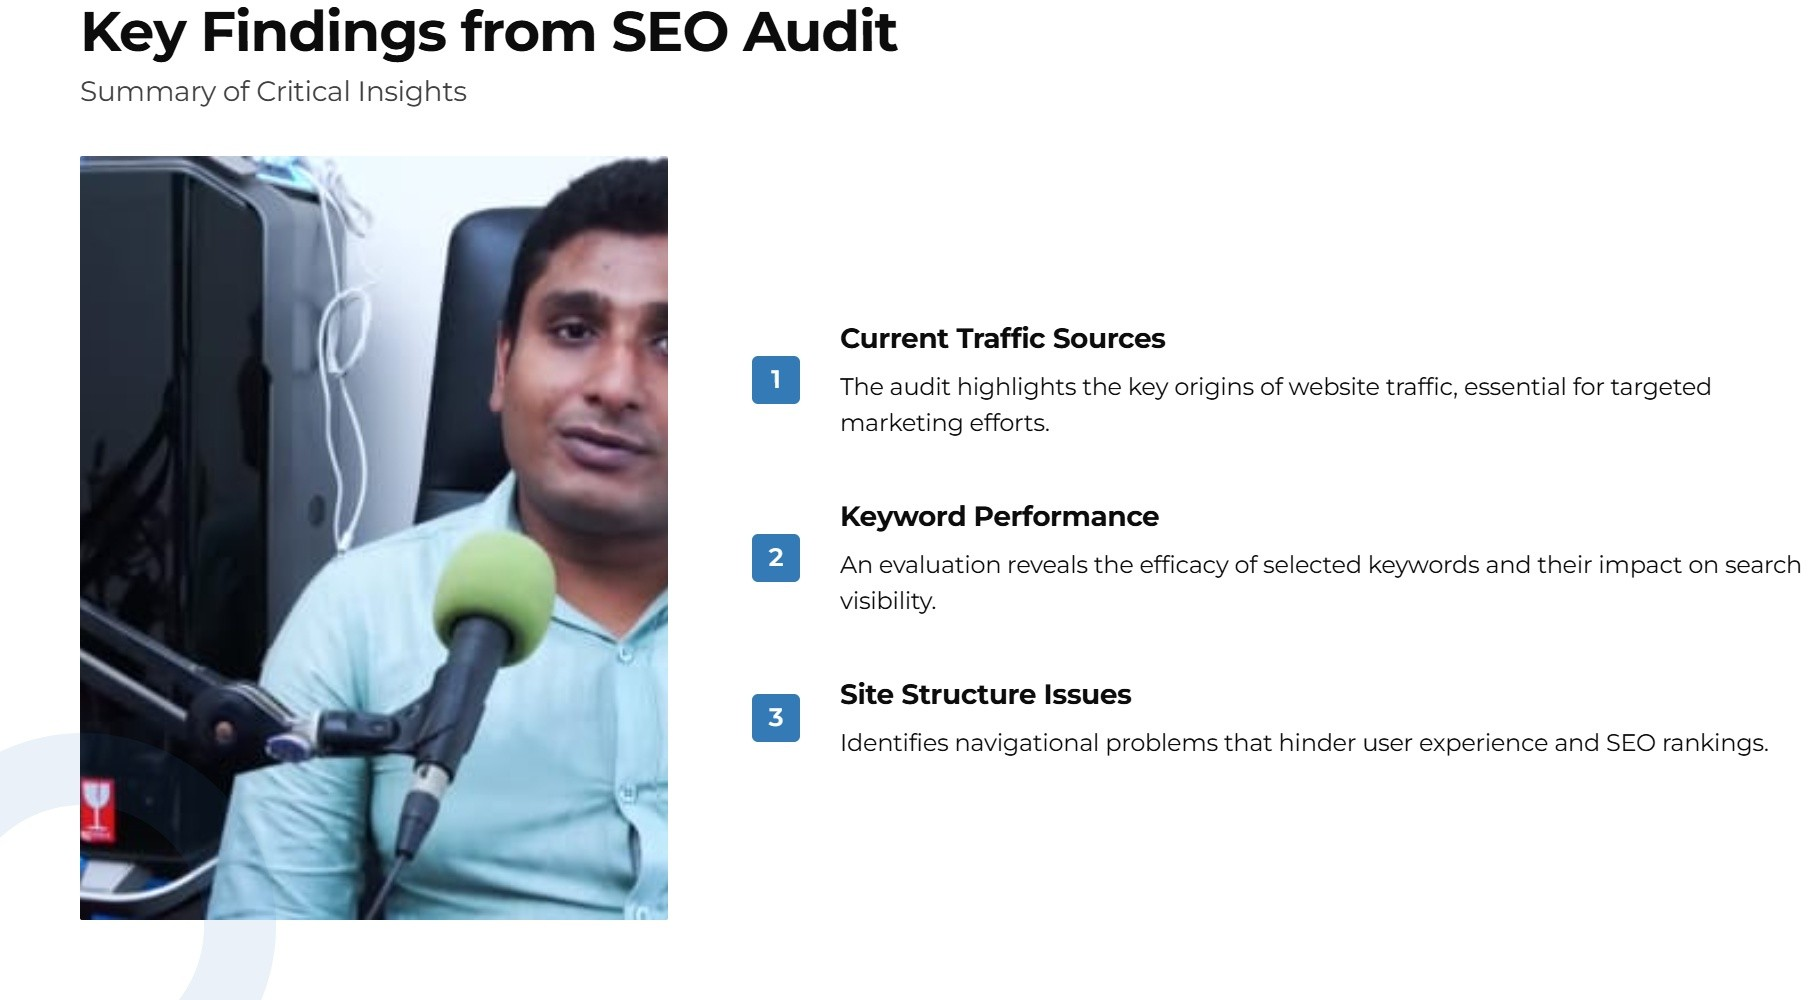 Key Findings from SEO Audit
Summary of Critical Insights
Current Traffic Sources
1
The audit highlights the key origins of website traffic, essential for targeted
marketing efforts.
Keyword Performance
2
An evaluation reveals the efficacy of selected keywords and their impact on search
visibility.
Site Structure Issues
3
Identifies navigational problems that hinder user experience and SEO rankings.